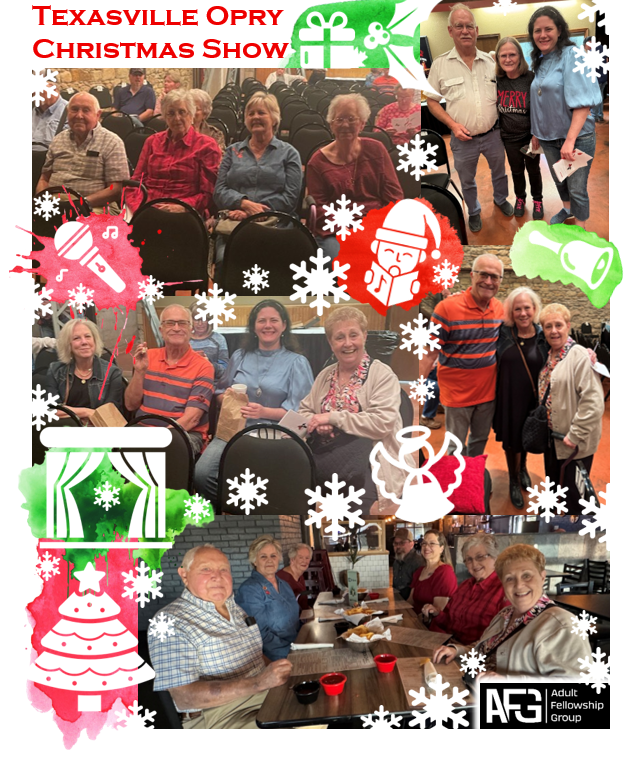 Texasville Opry
Christmas Show
MERRY
Christmas
AFG
Adult
Fellowship
Group